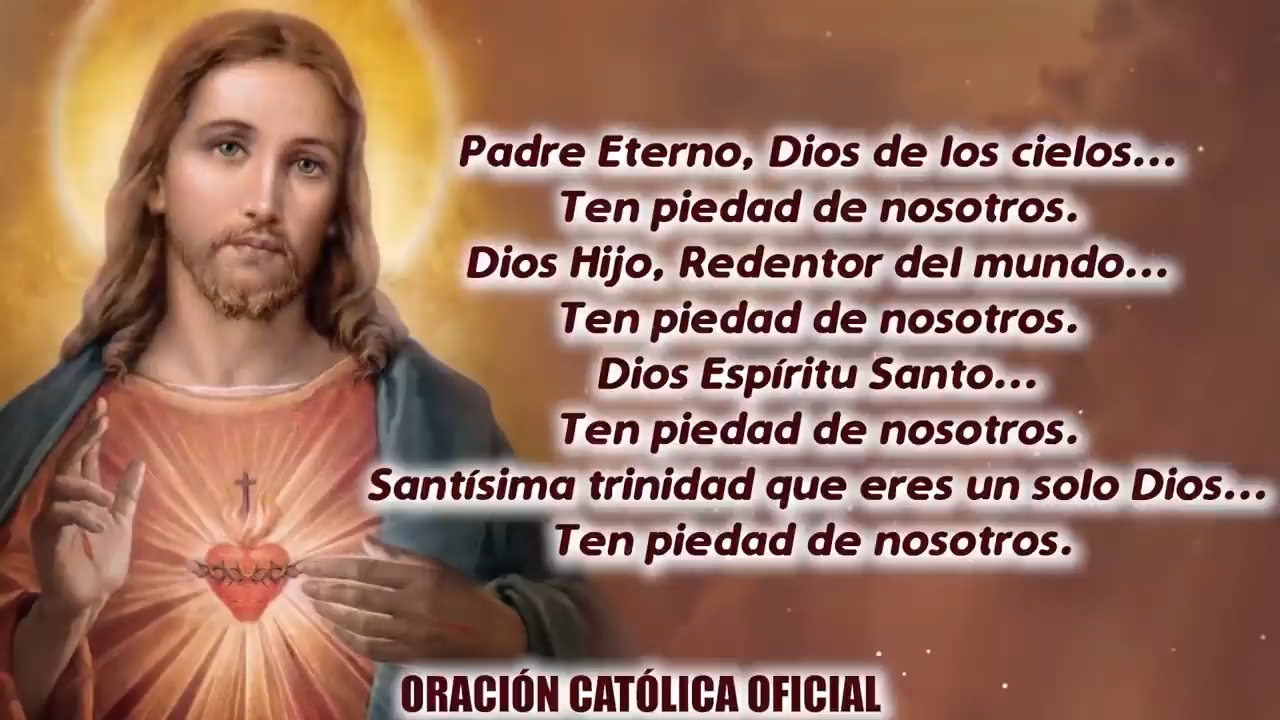 Padre Eterno, Dios de los cielos...
Ten piedad de nosotros.
Dios Hijo, Redentor del mundo...
Ten piedad de nosotros.
Dios Espíritu Santo...
Ten piedad de nosotros.
Santísima trinidad que eres un solo Dios...
Ten piedad de nosotros.
ORACIÓN CATÓLICA OFICIAL